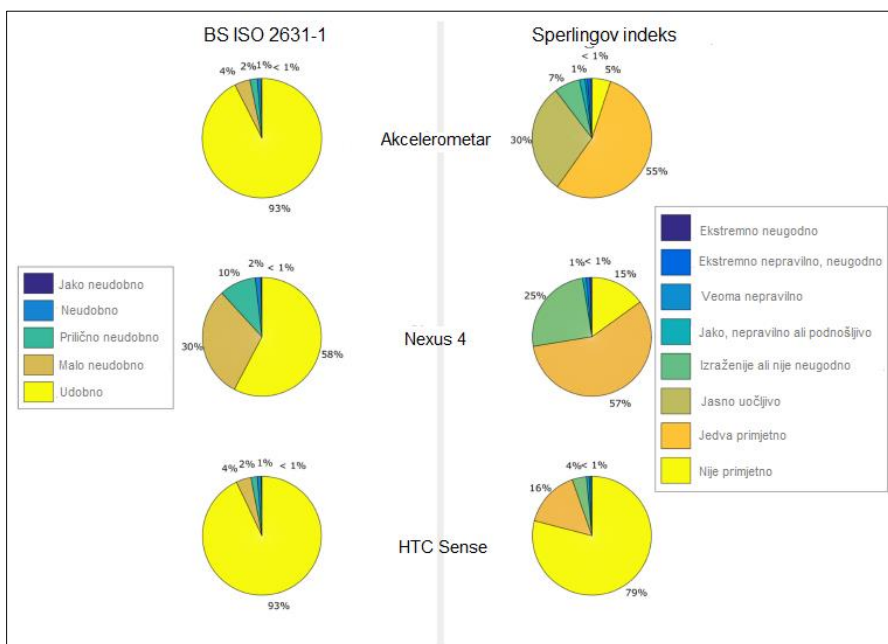 BS ISO 2631-1
Sperlingov indeks
4%
2%
1%
< 1%
93%
Akcelerometar
< 1%
1%
5%
7%
30%
55%
Jako neudobno
Neudobno
Prilično neudobno
Malo neudobno
Udobno
10%
2%
< 1%
30%
58%
Nexus 4
1%
< 1%
15%
25%
57%
Ekstremno neugodno
Ekstremno nepravilno, neugodno
Veoma nepravilno
Jako, nepravilno ali podnošljivo
Izraženije ali nije neugodno
Jasno uočljivo
Jedva primjetno
Nije primjetno
4%
2%
1%
< 1%
93%
HTC Sense
4%
< 1%
16%
79%